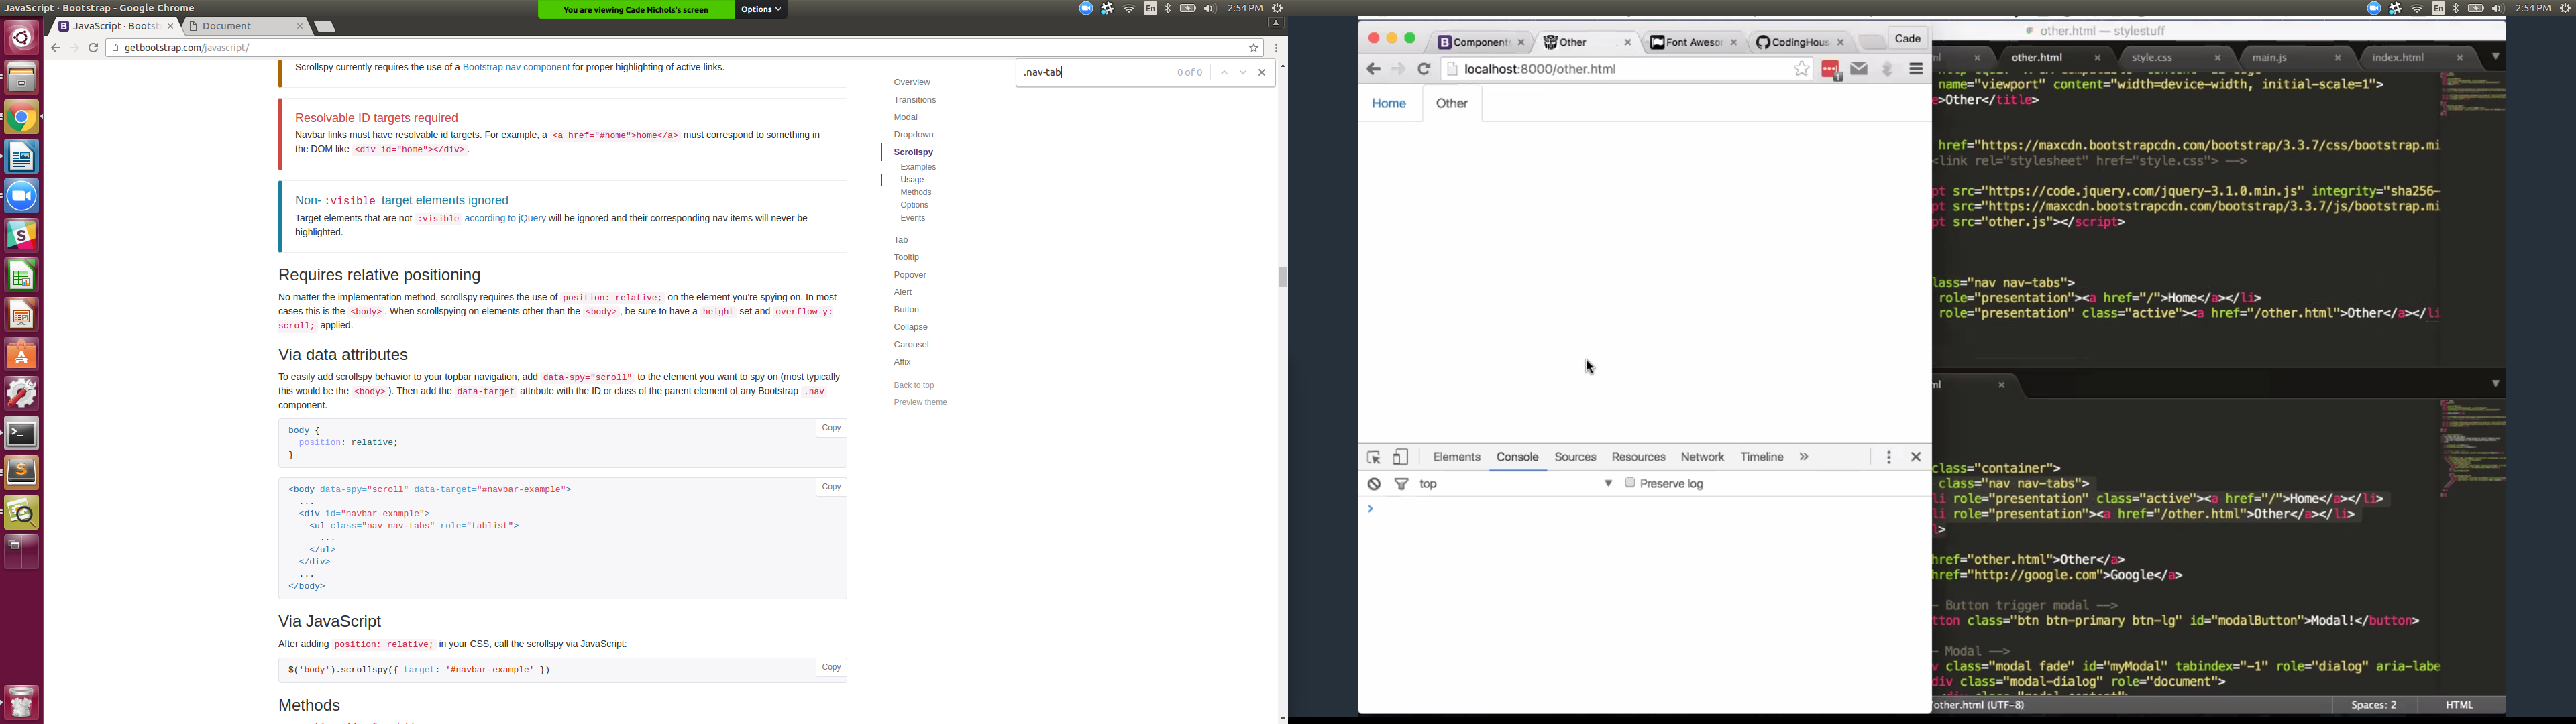 JavaScript · Bootstrap - Google Chrome
You are viewing Cade Nichols's screen
Options
En
2:54 PM
JavaScript · Bootst
Document
getbootstrap.com/javascript/
.nav-tab
0 of 0
Scrollspy currently requires the use of a Bootstrap nav component for proper highlighting of active links.
Resolvable ID targets required
Navbar links must have resolvable id targets. For example, a <a href="#home">home</a> must correspond to something in
the DOM like <div id="home"></div>.
Non- :visible target elements ignored
Target elements that are not :visible according to jQuery will be ignored and their corresponding nav items will never be
highlighted.
Requires relative positioning
No matter the implementation method, scrollspy requires the use of position: relative; on the element you're spying on. In most
cases this is the <body>. When scrollspying on elements other than the <body>, be sure to have a height set and overflow-y:
scroll; applied.
Via data attributes
To easily add scrollspy behavior to your topbar navigation, add data-spy="scroll" to the element you want to spy on (most typically
this would be the <body>). Then add the data-target attribute with the ID or class of the parent element of any Bootstrap .nav
component.
Copy
body {
position: relative;
}
Copy
<body data-spy="scroll" data-target="#navbar-example">
...
<div id="navbar-example">
<ul class="nav nav-tabs" role="tablist">
...
</ul>
</div>
...
</body>
Via JavaScript
After adding position: relative; in your CSS, call the scrollspy via JavaScript:
Copy
$('body').scrollspy({ target: '#navbar-example' })
Methods
Overview
Transitions
Modal
Dropdown
Scrollspy
Examples
Usage
Methods
Options
Events
Tab
Tooltip
Popover
Alert
Button
Collapse
Carousel
Affix
Back to top
Preview theme
En
2:54 PM
Component
Other
Font Aweson
CodingHous
Cade
localhost:8000/other.html
Home
Other
Elements
Console
Sources
Resources
Network
Timeline
top
Preserve log
other.html — stylestuff
ml
other.html
style.css
main.js
index.html
name="viewport" content="width=device-width, initial-scale=1">
e>Other</title>
href="https://maxcdn.bootstrapcdn.com/bootstrap/3.3.7/css/bootstrap.mi
<link rel="stylesheet" href="style.css"> -->
pt src="https://code.jquery.com/jquery-3.1.0.min.js" integrity="sha256-
pt src="https://maxcdn.bootstrapcdn.com/bootstrap/3.3.7/js/bootstrap.mi
pt src="other.js"></script>
lass="nav nav-tabs">
role="presentation"><a href="/">Home</a></li>
role="presentation" class="active"><a href="/other.html">Other</a></li
ml
class="container">
class="nav nav-tabs">
li role="presentation" class="active"><a href="/">Home</a></li>
li role="presentation"><a href="/other.html">Other</a></li>
l>
href="other.html">Other</a>
href="http://google.com">Google</a>
- Button trigger modal -->
tton class="btn btn-primary btn-lg" id="modalButton">Modal!</button>
- Modal -->
v class="modal fade" id="myModal" tabindex="-1" role="dialog" aria-labe
div class="modal-dialog" role="document">
other.html (UTF-8)
Spaces: 2
HTML